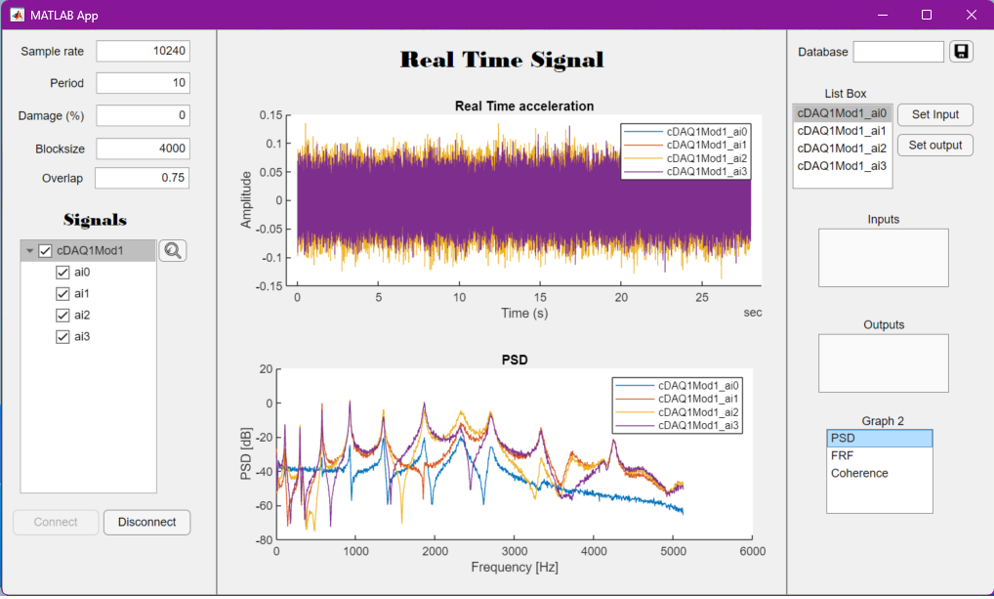 MATLAB App
Sample rate 10240
Period 10
Damage (%) 0
Blocksize 4000
Overlap 0.75
Signals
cDAQ1Mod1
ai0
ai1
ai2
ai3
Connect Disconnect
Real Time Signal
Real Time acceleration
0.15
0.1
0.05
0
-0.05
-0.1
-0.15
Amplitude
cDAQ1Mod1_ai0
cDAQ1Mod1_ai1
cDAQ1Mod1_ai2
cDAQ1Mod1_ai3
0 5 10 15 20 25
Time (s) sec
PSD
20
0
-20
-40
-60
-80
PSD [dB]
cDAQ1Mod1_ai0
cDAQ1Mod1_ai1
cDAQ1Mod1_ai2
cDAQ1Mod1_ai3
0 1000 2000 3000 4000 5000 6000
Frequency [Hz]
Database
List Box
cDAQ1Mod1_ai0
cDAQ1Mod1_ai1
cDAQ1Mod1_ai2
cDAQ1Mod1_ai3
Set Input
Set output
Inputs
Outputs
Graph 2
PSD
FRF
Coherence